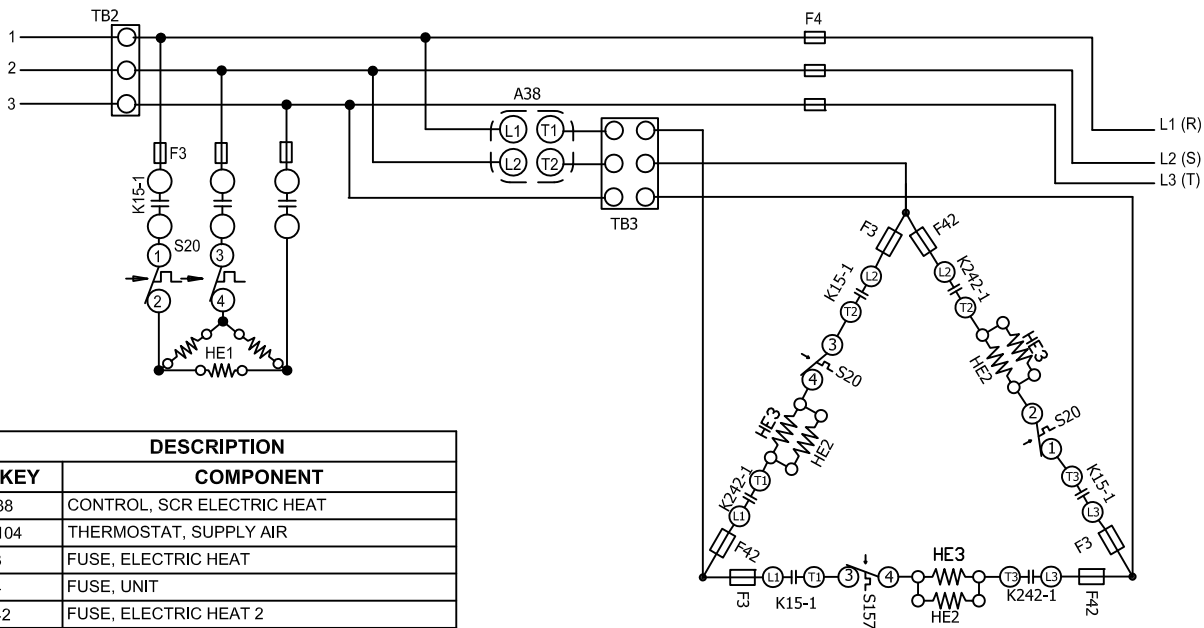 TB2
F4
1
2
3
A38
L1 T1
L2 T2
TB3
L1 (R)
L2 (S)
L3 (T)
F3
K15-1
1 S20 3
2 4
HE1
F3
K15-1
L2
T2
3
S20
4
HE3
HE2
T1
K242-1
L1
F42
F42
K242-1
L2
T2
HE3
HE2
2
S20
1
T3
K15-1
L3
F3
F3
L1
K15-1
T1
3
S157
4
HE3
HE2
T3
K242-1
L3
F42
DESCRIPTION
KEY COMPONENT
38 CONTROL, SCR ELECTRIC HEAT
104 THERMOSTAT, SUPPLY AIR
FUSE, ELECTRIC HEAT
FUSE, UNIT
2 FUSE, ELECTRIC HEAT 2